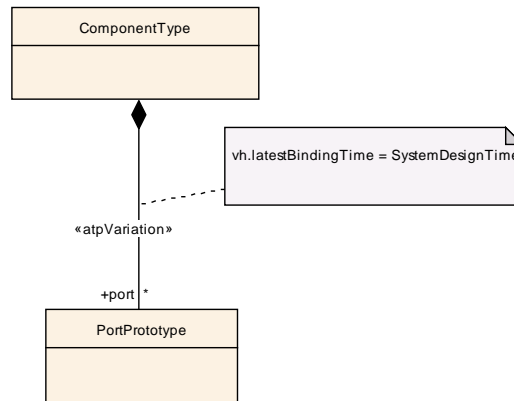 ComponentType
vh.latestBindingTime = SystemDesignTime
«atpVariation»
+port *
PortPrototype